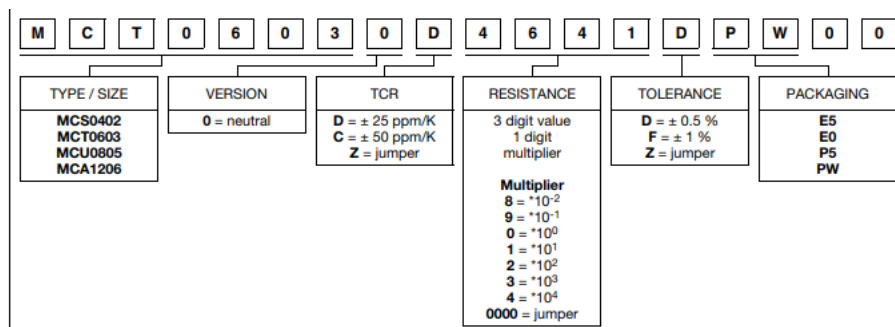 M C T 0 6 0 3 0 D 4 6 4 1 D P W 0 0
TYPE / SIZE
MCS0402
MCT0603
MCU0805
MCA1206
VERSION
0 = neutral
TCR
D = ± 25 ppm/K
C = ± 50 ppm/K
Z = jumper
RESISTANCE
3 digit value
1 digit
multiplier
Multiplier
8 = *10⁻²
9 = *10⁻¹
0 = *10⁰
1 = *10¹
2 = *10²
3 = *10³
4 = *10⁴
0000 = jumper
TOLERANCE
D = ± 0.5 %
F = ± 1 %
Z = jumper
PACKAGING
E5
E0
P5
PW